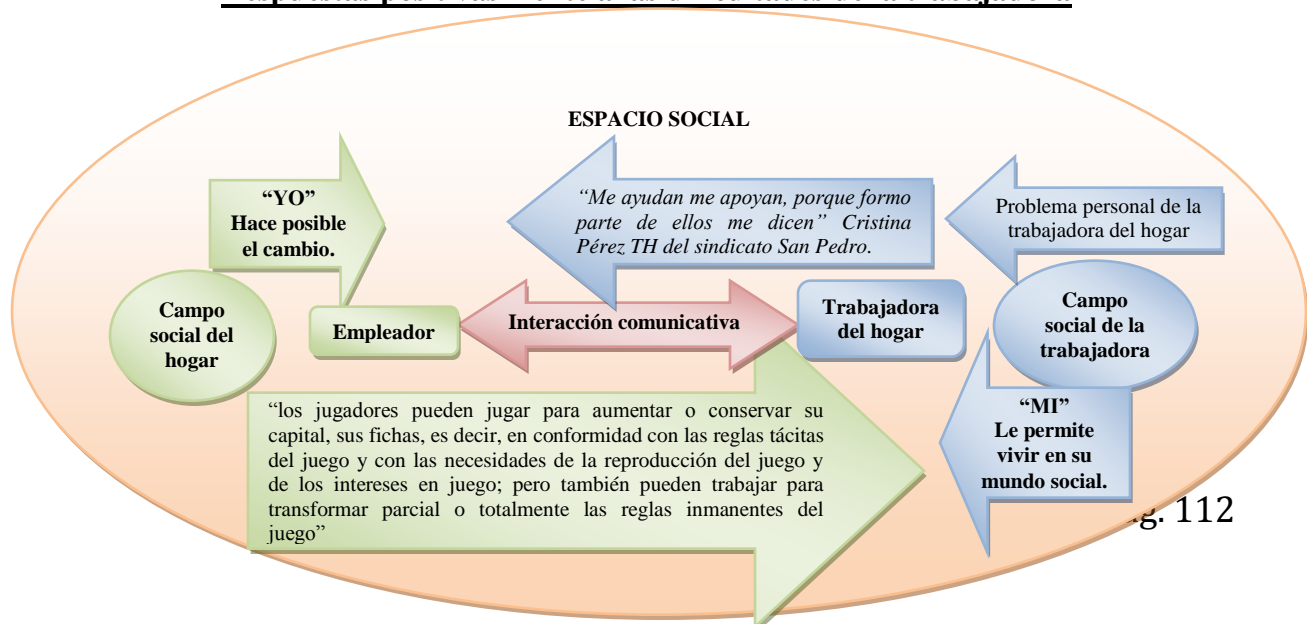 ESPACIO SOCIAL
“YO”
Hace posible
el cambio.
“Me ayudan me apoyan, porque formo
parte de ellos me dicen” Cristina
Pérez TH del sindicato San Pedro.
Problema personal de la
trabajadora del hogar
Campo
social del
hogar
Empleador
Interacción comunicativa
Trabajadora
del hogar
Campo
social de la
trabajadora
“los jugadores pueden jugar para aumentar o conservar su
capital, sus fichas, es decir, en conformidad con las reglas tácitas
del juego y con las necesidades de la reproducción del juego y
de los intereses en juego; pero también pueden trabajar para
transformar parcial o totalmente las reglas inmanentes del
juego”
“MI”
Le permite
vivir en su
mundo social.
112